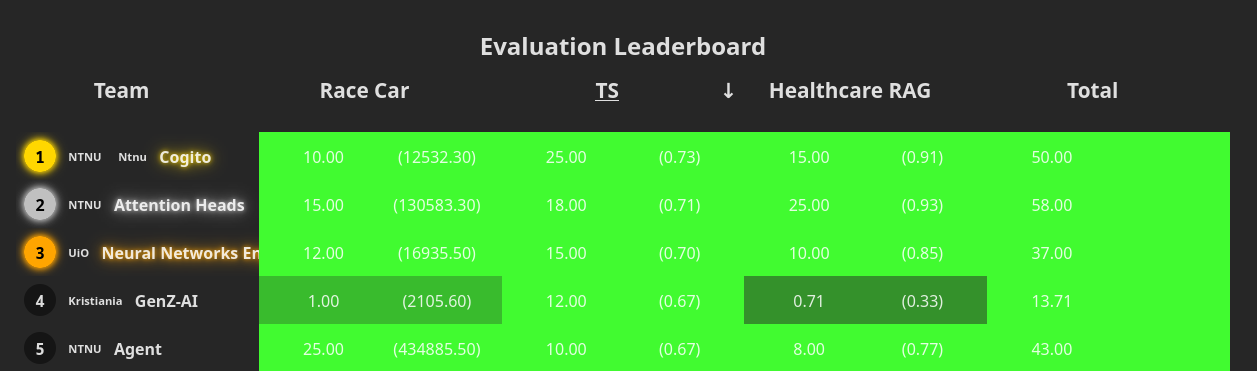 Evaluation Leaderboard
Team Race Car TS ↓ Healthcare RAG Total
1 NTNU Ntnu Cogito 10.00 (12532.30) 25.00 (0.73) 15.00 (0.91) 50.00
2 NTNU Attention Heads 15.00 (130583.30) 18.00 (0.71) 25.00 (0.93) 58.00
3 UiO Neural Networks En 12.00 (16935.50) 15.00 (0.70) 10.00 (0.85) 37.00
4 Kristiania GenZ-AI 1.00 (2105.60) 12.00 (0.67) 0.71 (0.33) 13.71
5 NTNU Agent 25.00 (434885.50) 10.00 (0.67) 8.00 (0.77) 43.00